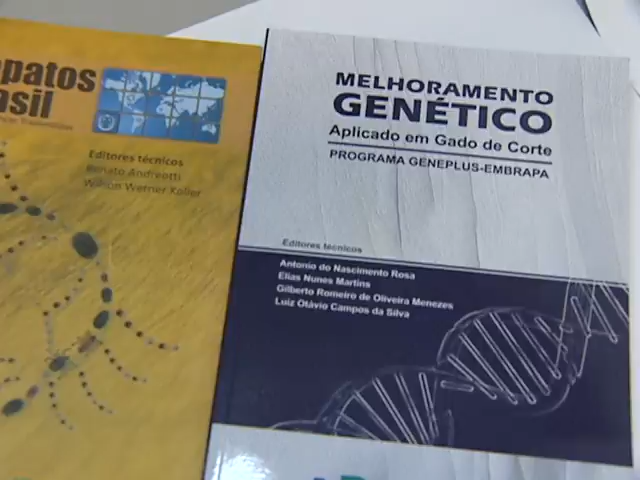 patos
asil
Editores técnicos
Renato Andreotti
Wilson Werner Koller
MELHORAMENTO
GENÉTICO
Aplicado em Gado de Corte
PROGRAMA GENEPLUS-EMBRAPA
Editores técnicos
Antonio do Nascimento Rosa
Elias Nunes Martins
Gilberto Romeiro de Oliveira Menezes
Luiz Otávio Campos da Silva